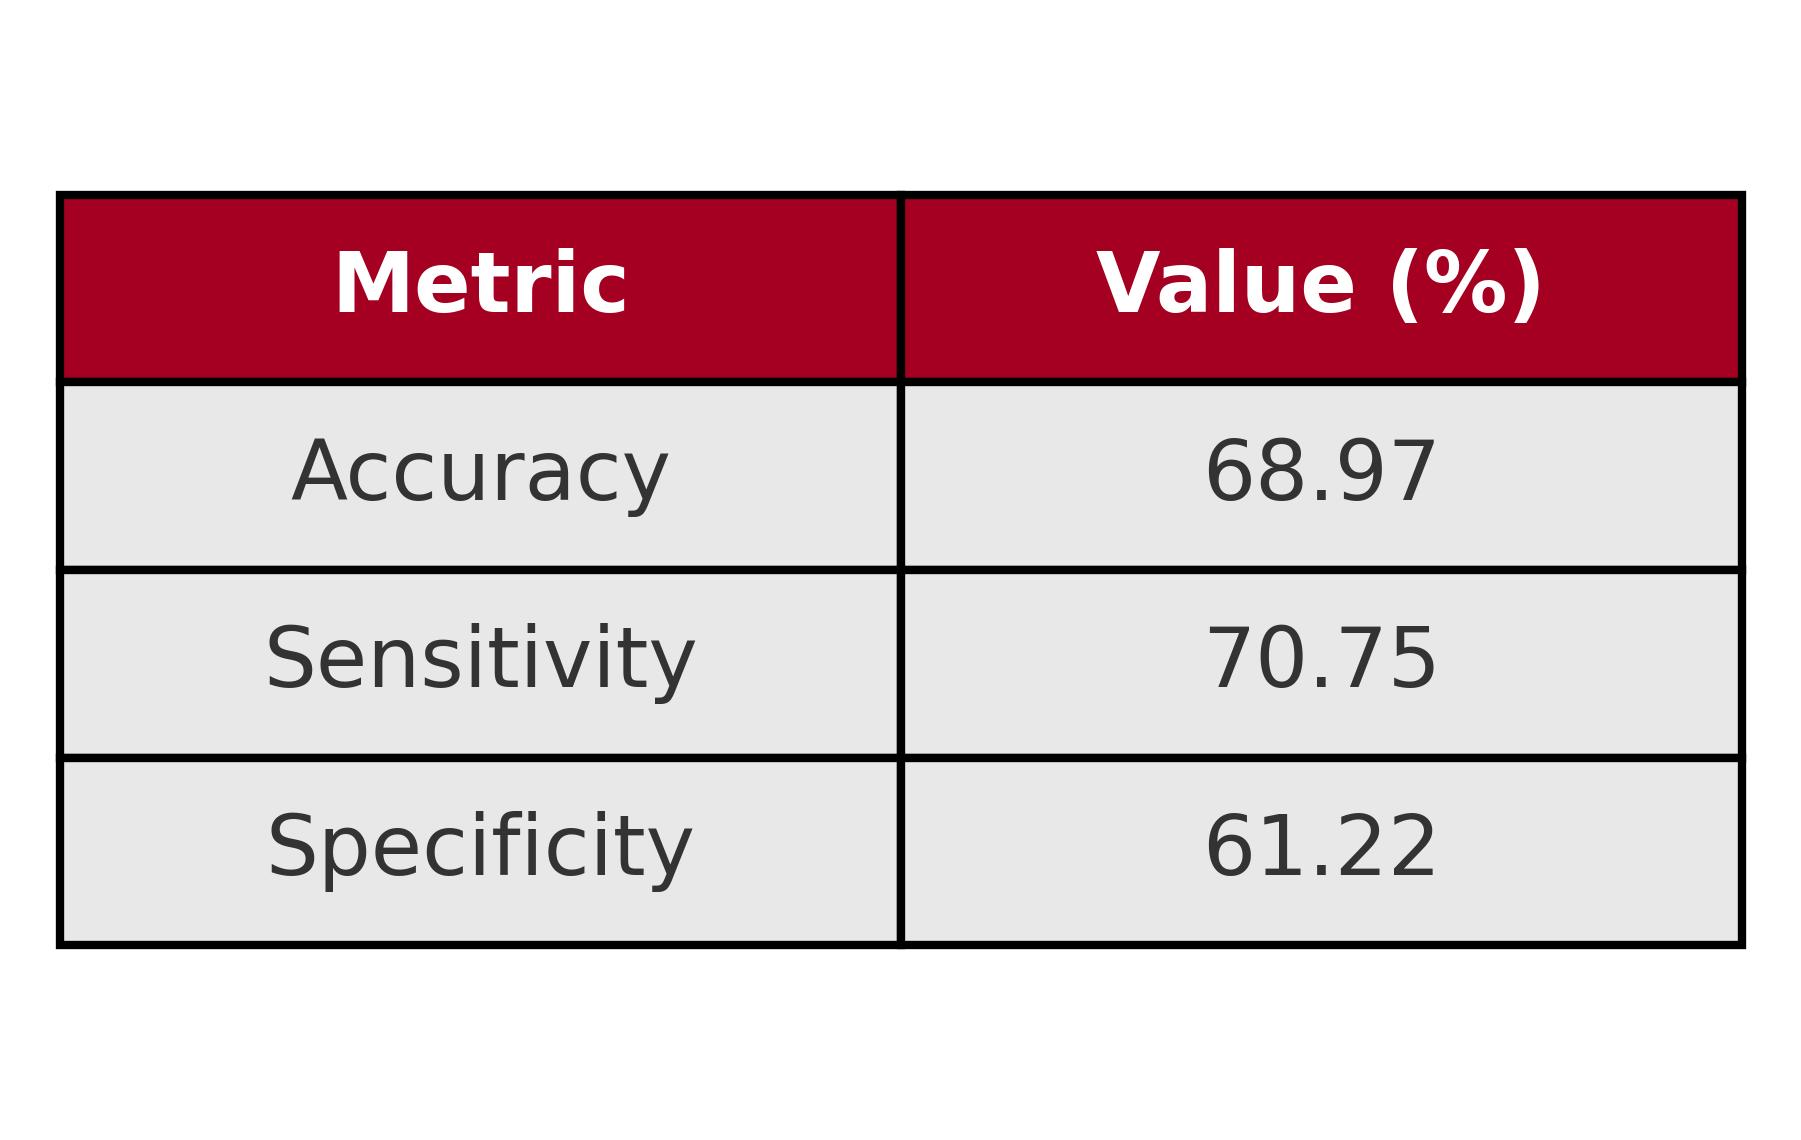 Metric Value (%)
Accuracy 68.97
Sensitivity 70.75
Specificity 61.22